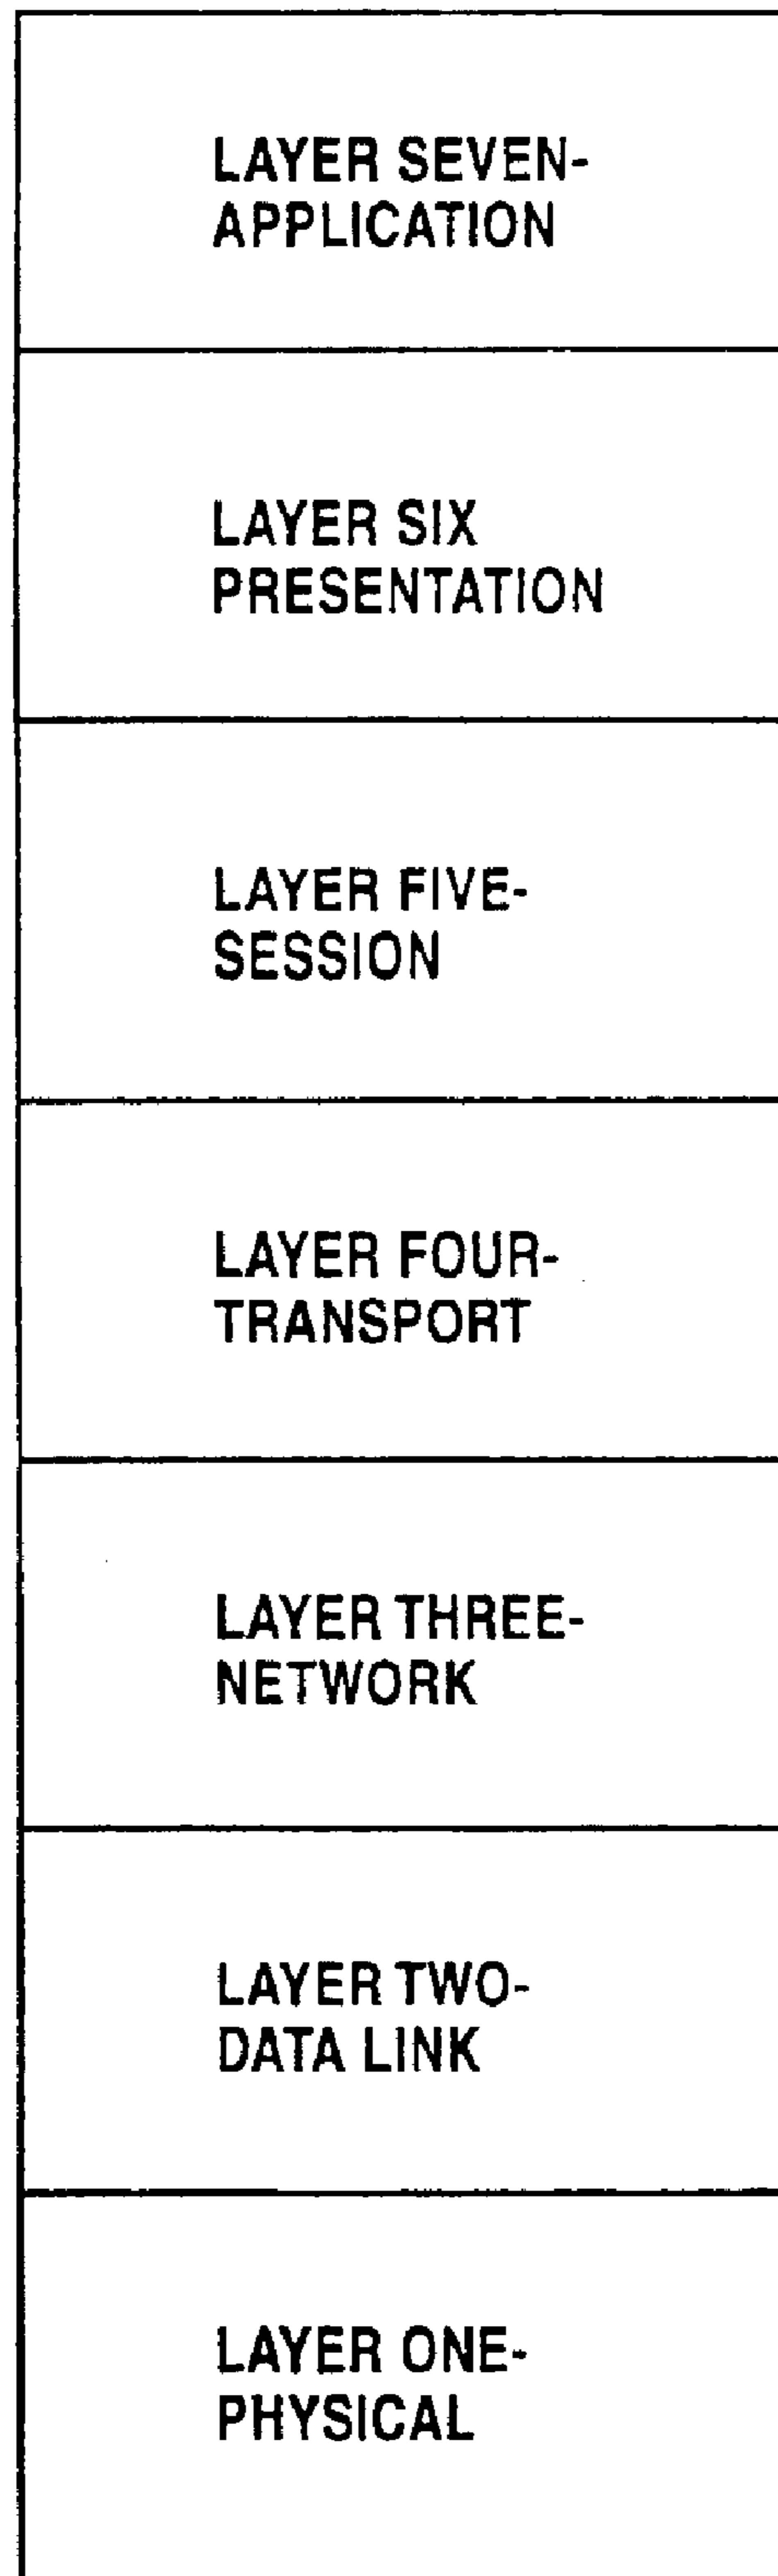 LAYER SEVEN-
APPLICATION
LAYER SIX
PRESENTATION
LAYER FIVE-
SESSION
LAYER FOUR-
TRANSPORT
LAYER THREE-
NETWORK
LAYER TWO-
DATA LINK
LAYER ONE-
PHYSICAL